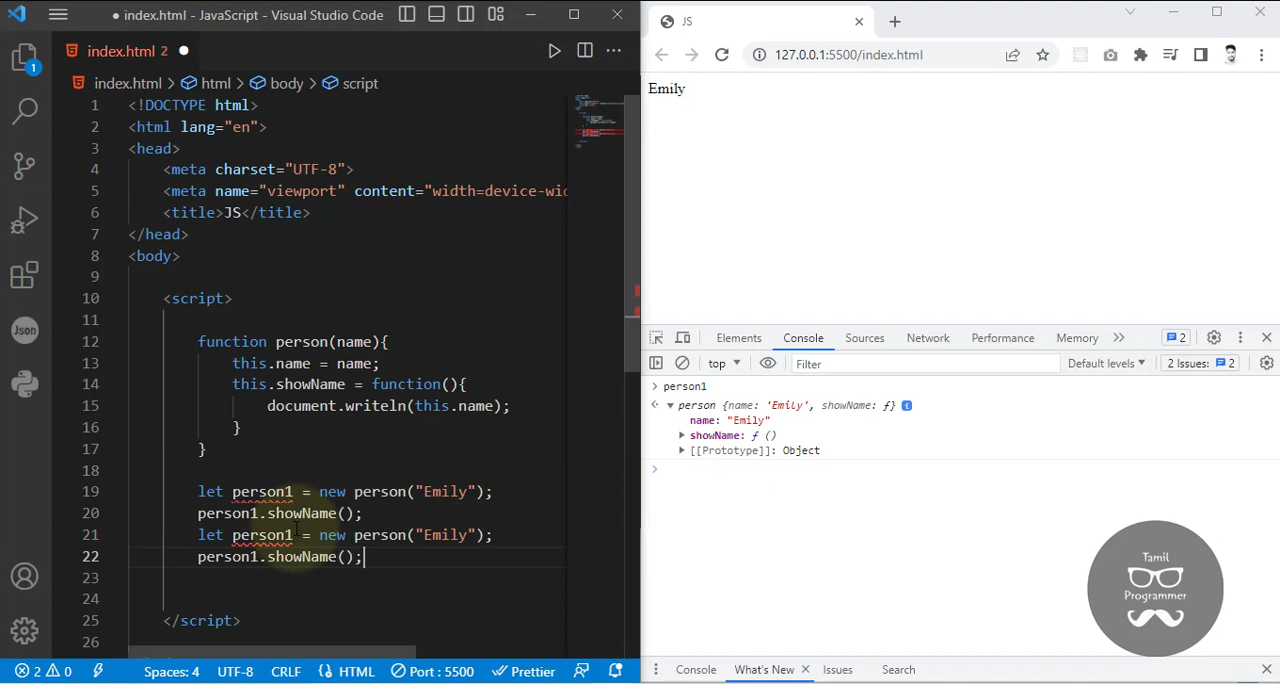 index.html - JavaScript - Visual Studio Code
index.html 2
index.html > html > body > script
1 <!DOCTYPE html>
2 <html lang="en">
3 <head>
4 <meta charset="UTF-8">
5 <meta name="viewport" content="width=device-wid
6 <title>JS</title>
7 </head>
8 <body>
9
10 <script>
11
12 function person(name){
13 this.name = name;
14 this.showName = function(){
15 document.writeln(this.name);
16 }
17 }
18
19 let person1 = new person("Emily");
20 person1.showName();
21 let person1 = new person("Emily");
22 person1.showName();
23
24
25 </script>
26
1
Json
2 0 Spaces: 4 UTF-8 CRLF HTML Port : 5500 Prettier
JS
127.0.0.1:5500/index.html
Emily
Elements Console Sources Network Performance Memory 2
top Filter Default levels 2 Issues: 2
person1
person {name: 'Emily', showName: ƒ}
name: "Emily"
showName: ƒ ()
[[Prototype]]: Object
Tamil
Programmer
Console What's New Issues Search